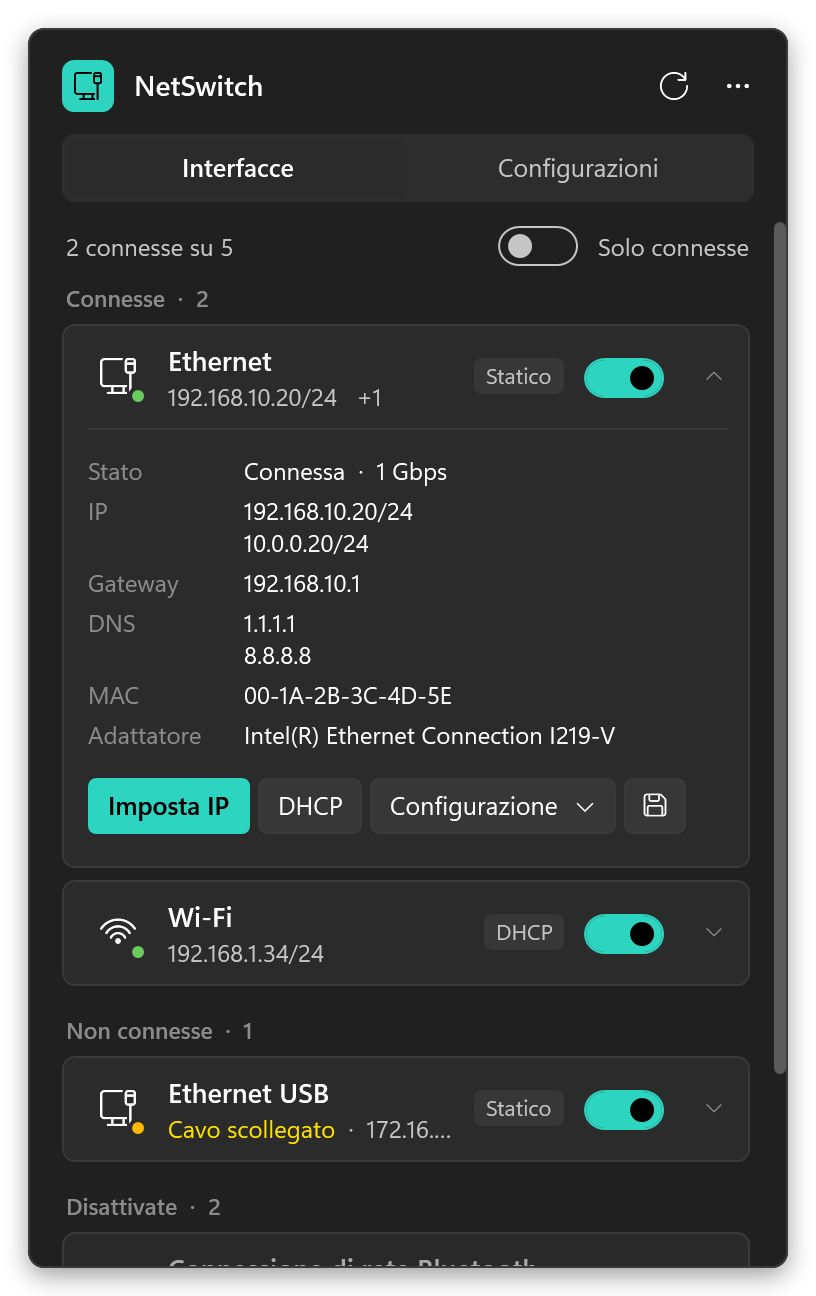 NetSwitch
Interfacce Configurazioni
2 connesse su 5 Solo connesse
Connesse · 2
Ethernet
192.168.10.20/24 +1
Statico
Stato Connessa · 1 Gbps
IP 192.168.10.20/24
10.0.0.20/24
Gateway 192.168.10.1
DNS 1.1.1.1
8.8.8.8
MAC 00-1A-2B-3C-4D-5E
Adattatore Intel(R) Ethernet Connection I219-V
Imposta IP DHCP Configurazione
Wi-Fi
192.168.1.34/24
DHCP
Non connesse · 1
Ethernet USB
Cavo scollegato · 172.16....
Statico
Disattivate · 2
Connessione di rete Bluetooth